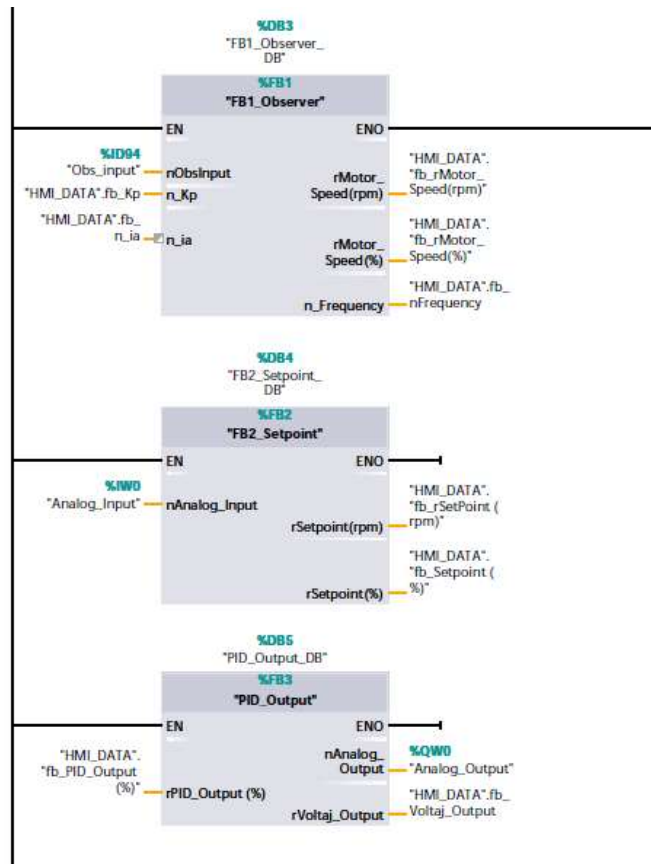 %DB3
"FB1_Observer_
DB"
%FB1
"FB1_Observer"
EN ENO
%ID94
"Obs_input" nObsInput
"HMI_DATA".fb_Kp n_Kp
"HMI_DATA".fb_
n_ia n_ia
rMotor_
Speed(rpm)
"HMI_DATA".
"fb_rMotor_
Speed(rpm)"
rMotor_
Speed(%)
"HMI_DATA".
"fb_rMotor_
Speed(%)"
n_Frequency
"HMI_DATA".fb_
nFrequency
%DB4
"FB2_Setpoint_
DB"
%FB2
"FB2_Setpoint"
EN ENO
%IW0
"Analog_Input" nAnalog_Input
rSetpoint(rpm)
"HMI_DATA".
"fb_rSetPoint (
rpm)"
rSetpoint(%)
"HMI_DATA".
"fb_Setpoint (
%)"
%DB5
"PID_Output_DB"
%FB3
"PID_Output"
EN ENO
"HMI_DATA".
"fb_PID_Output
(%)"
rPID_Output (%)
nAnalog_
Output
%QW0
"Analog_Output"
rVoltaj_Output
"HMI_DATA".fb_
Voltaj_Output